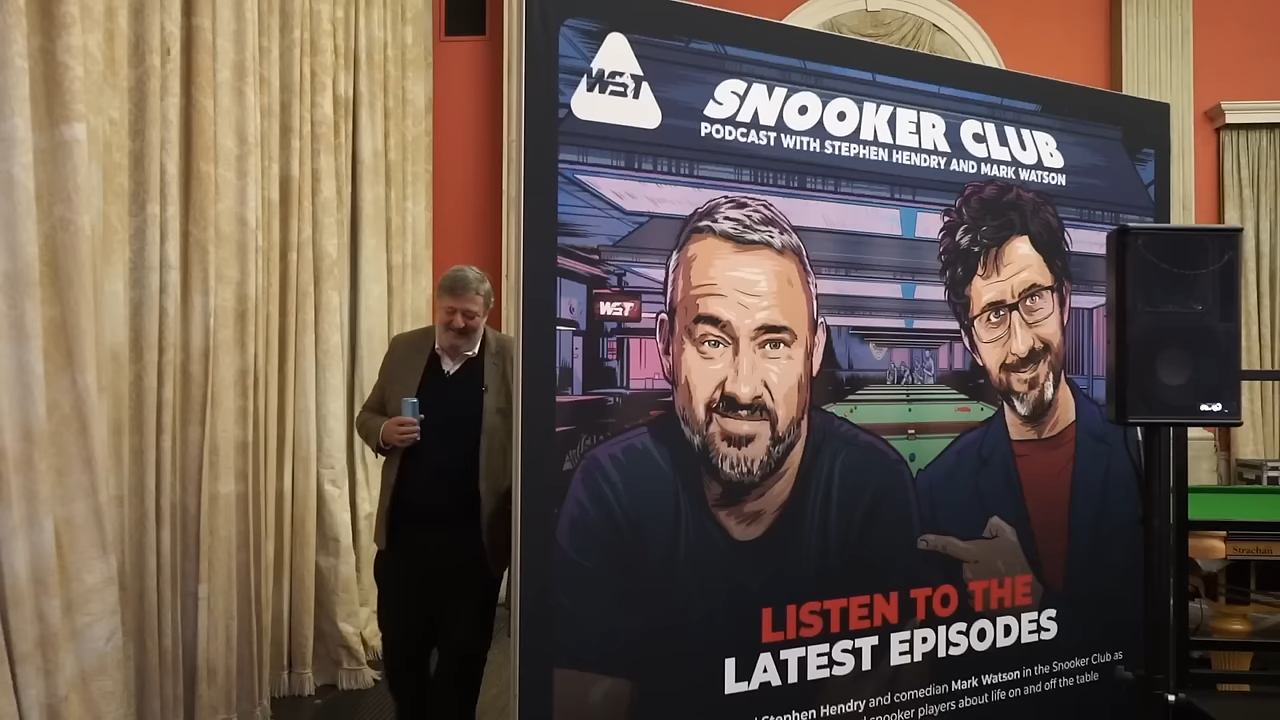 WST
SNOOKER CLUB
PODCAST WITH STEPHEN HENDRY AND MARK WATSON
WST
LISTEN TO THE
LATEST EPISODES
Stephen Hendry and comedian Mark Watson in the Snooker Club as
snooker players about life on and off the table
Strachan